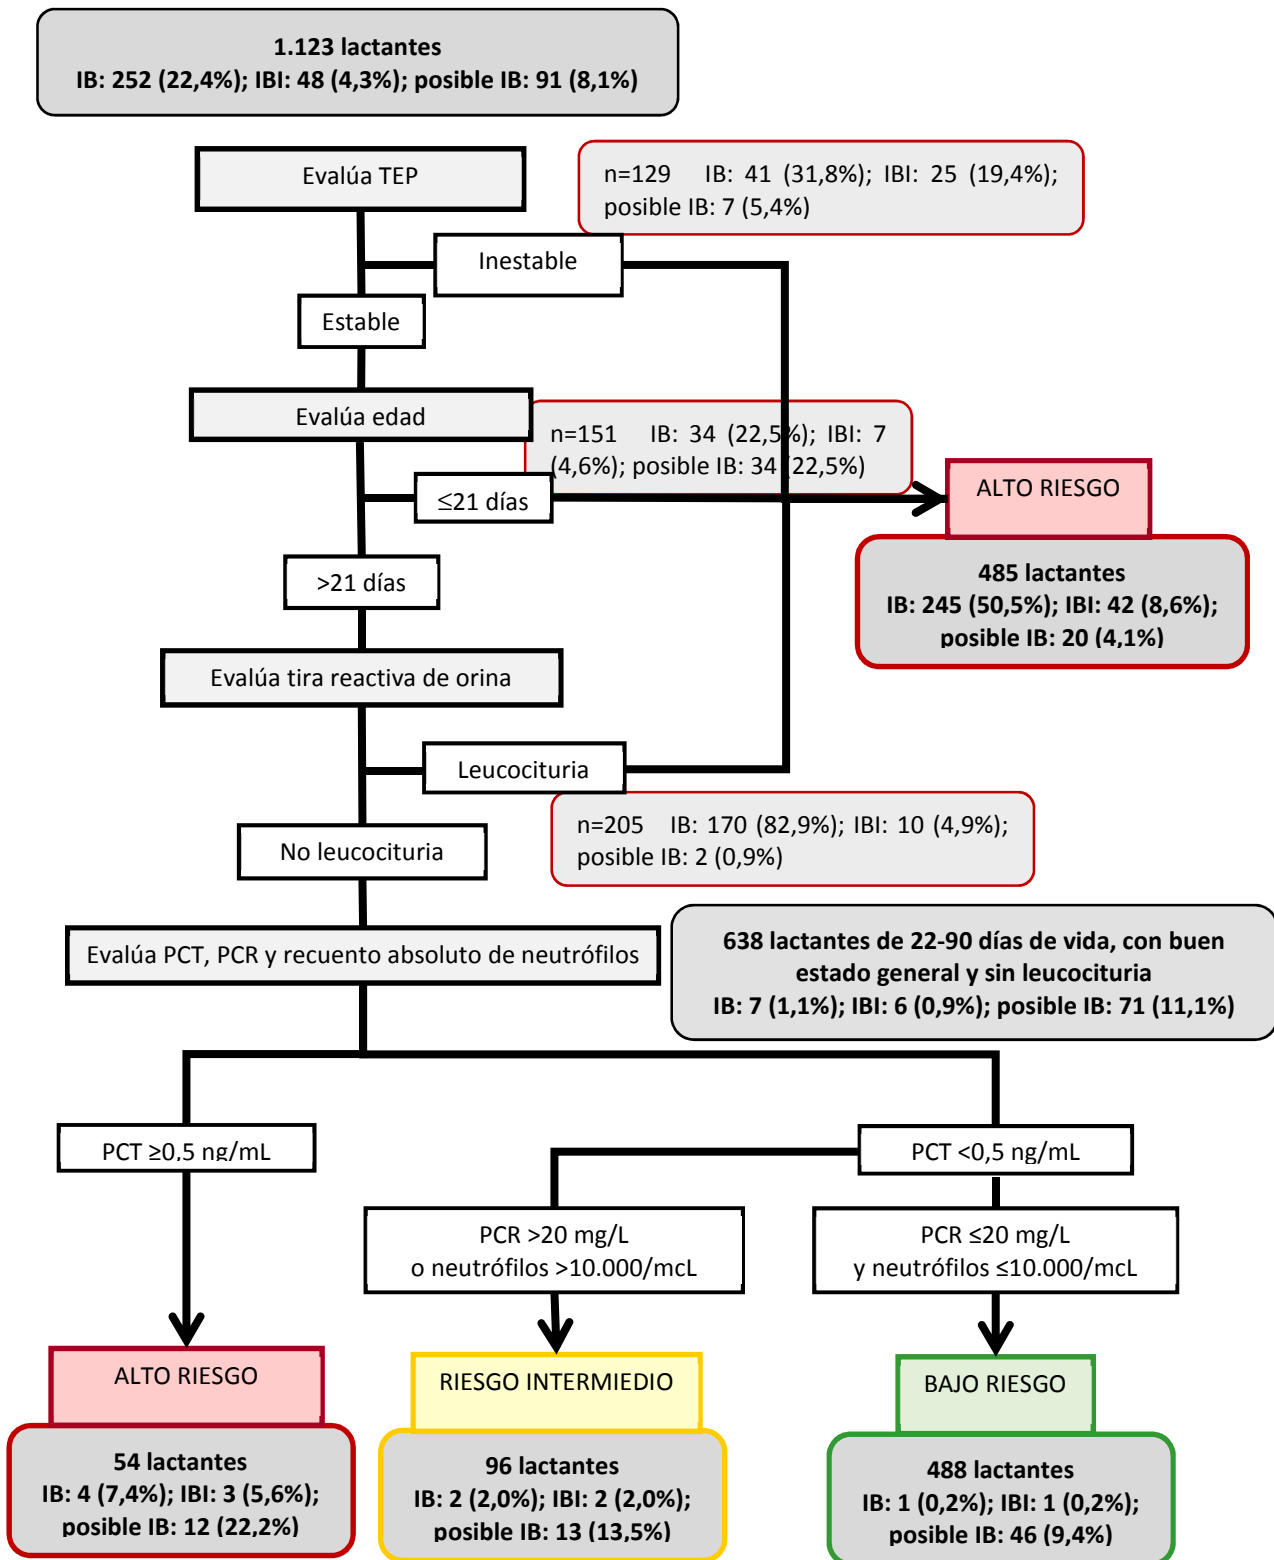 1.123 lactantes
IB: 252 (22,4%); IBI: 48 (4,3%); posible IB: 91 (8,1%)
Evalúa TEP
n=129 IB: 41 (31,8%); IBI: 25 (19,4%);
posible IB: 7 (5,4%)
Inestable
Estable
Evalúa edad
n=151 IB: 34 (22,5%); IBI: 7
(4,6%); posible IB: 34 (22,5%)
≤21 días
ALTO RIESGO
485 lactantes
IB: 245 (50,5%); IBI: 42 (8,6%);
posible IB: 20 (4,1%)
>21 días
Evalúa tira reactiva de orina
Leucocituria
n=205 IB: 170 (82,9%); IBI: 10 (4,9%);
posible IB: 2 (0,9%)
No leucocituria
Evalúa PCT, PCR y recuento absoluto de neutrófilos
638 lactantes de 22-90 días de vida, con buen
estado general y sin leucocituria
IB: 7 (1,1%); IBI: 6 (0,9%); posible IB: 71 (11,1%)
PCT ≥0,5 ng/mL
PCT <0,5 ng/mL
PCR >20 mg/L
o neutrófilos >10.000/mcL
PCR ≤20 mg/L
y neutrófilos ≤10.000/mcL
ALTO RIESGO
54 lactantes
IB: 4 (7,4%); IBI: 3 (5,6%);
posible IB: 12 (22,2%)
RIESGO INTERMIEDIO
96 lactantes
IB: 2 (2,0%); IBI: 2 (2,0%);
posible IB: 13 (13,5%)
BAJO RIESGO
488 lactantes
IB: 1 (0,2%); IBI: 1 (0,2%);
posible IB: 46 (9,4%)